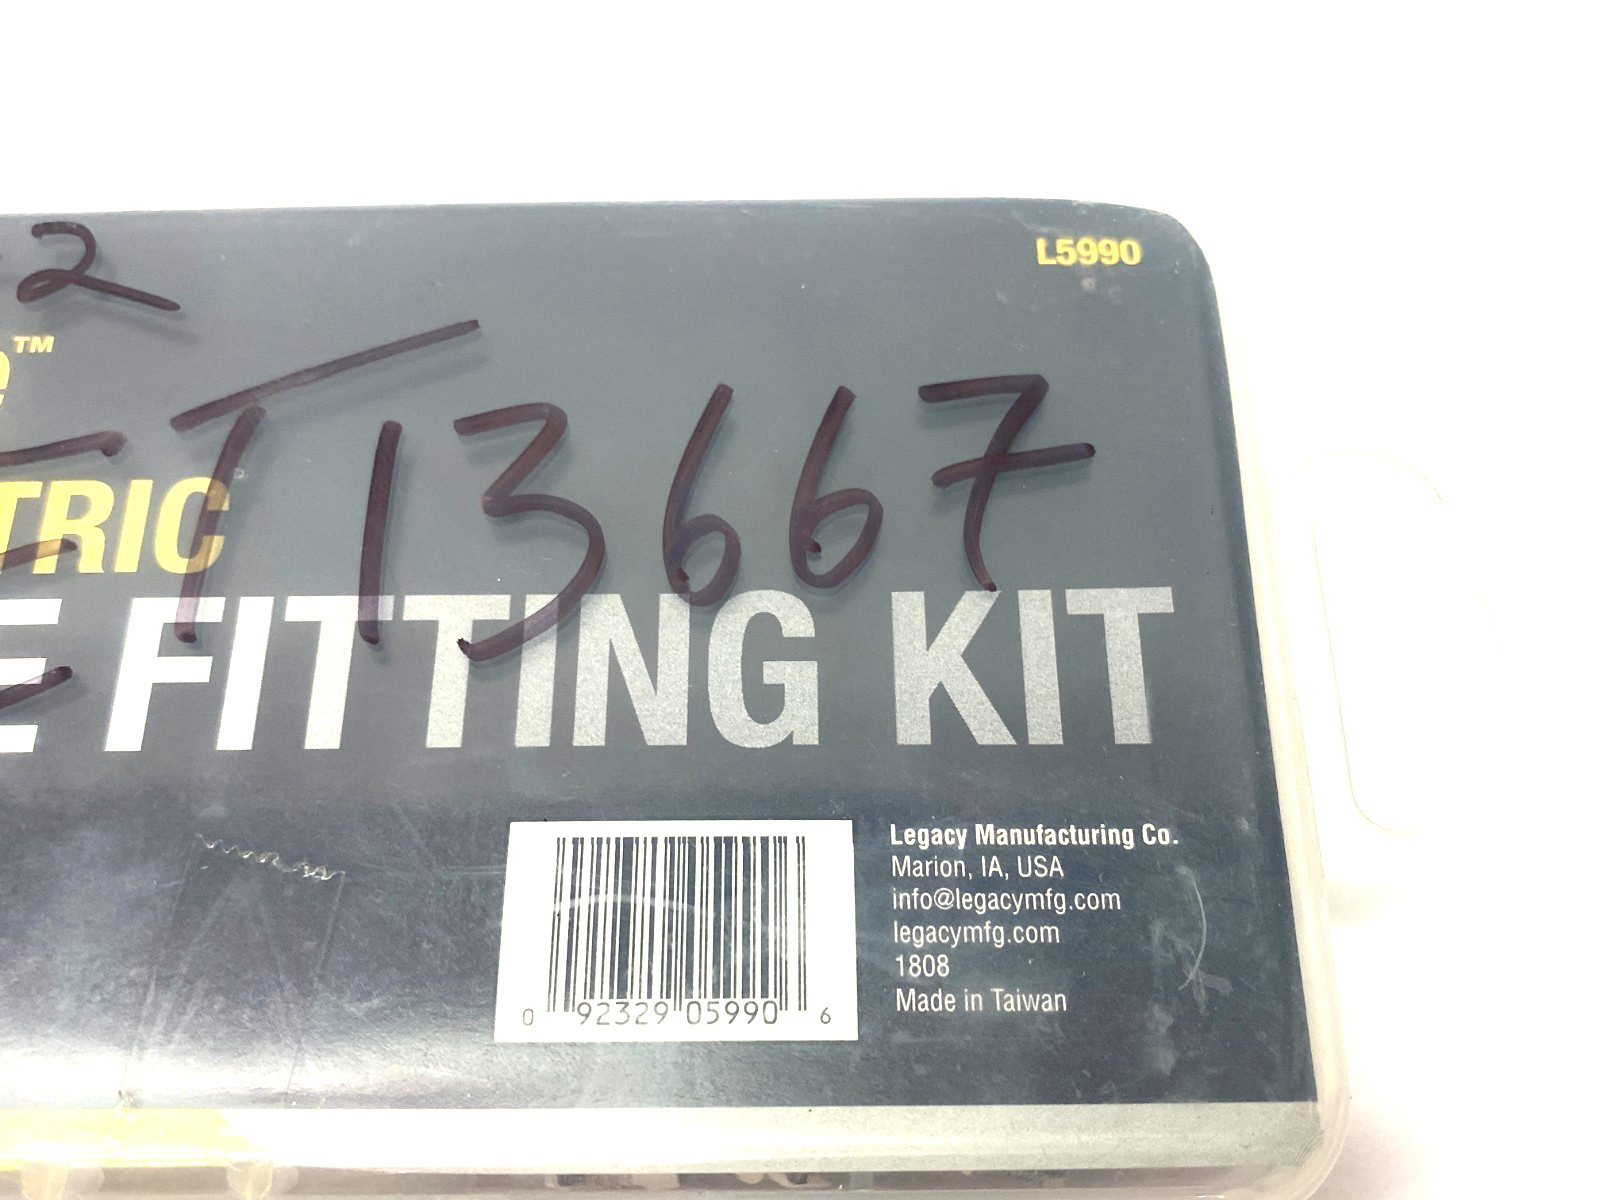 L5990
2
™
T13667
TRIC
E FITTING KIT
Legacy Manufacturing Co.
Marion, IA, USA
info@legacymfg.com
legacymfg.com
1808
Made in Taiwan
0 92329 05990 6